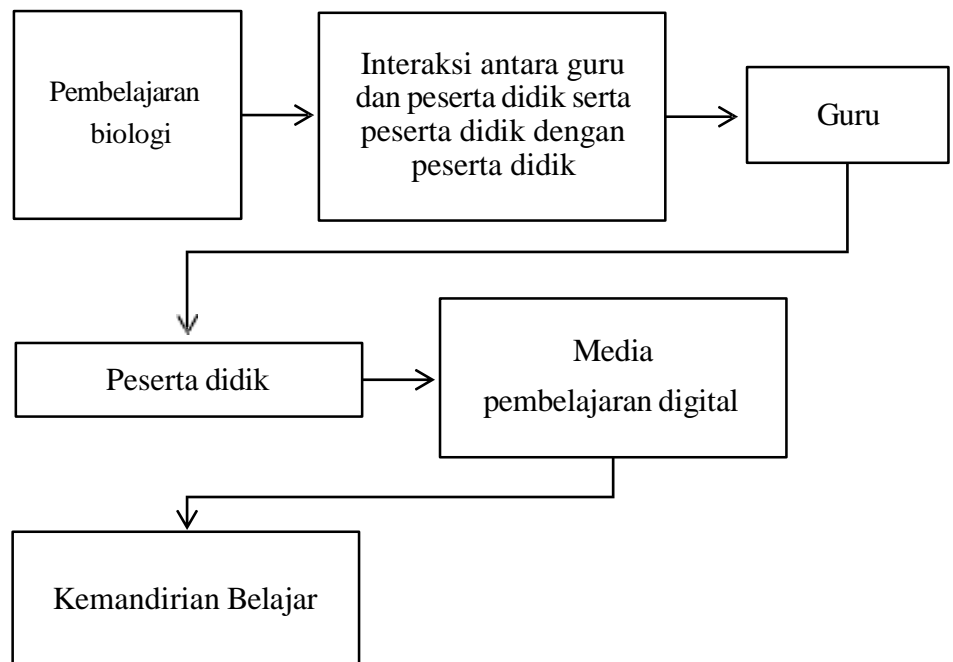 Pembelajaran
biologi
Interaksi antara guru
dan peserta didik serta
peserta didik dengan
peserta didik
Guru
Peserta didik
Media
pembelajaran digital
Kemandirian Belajar